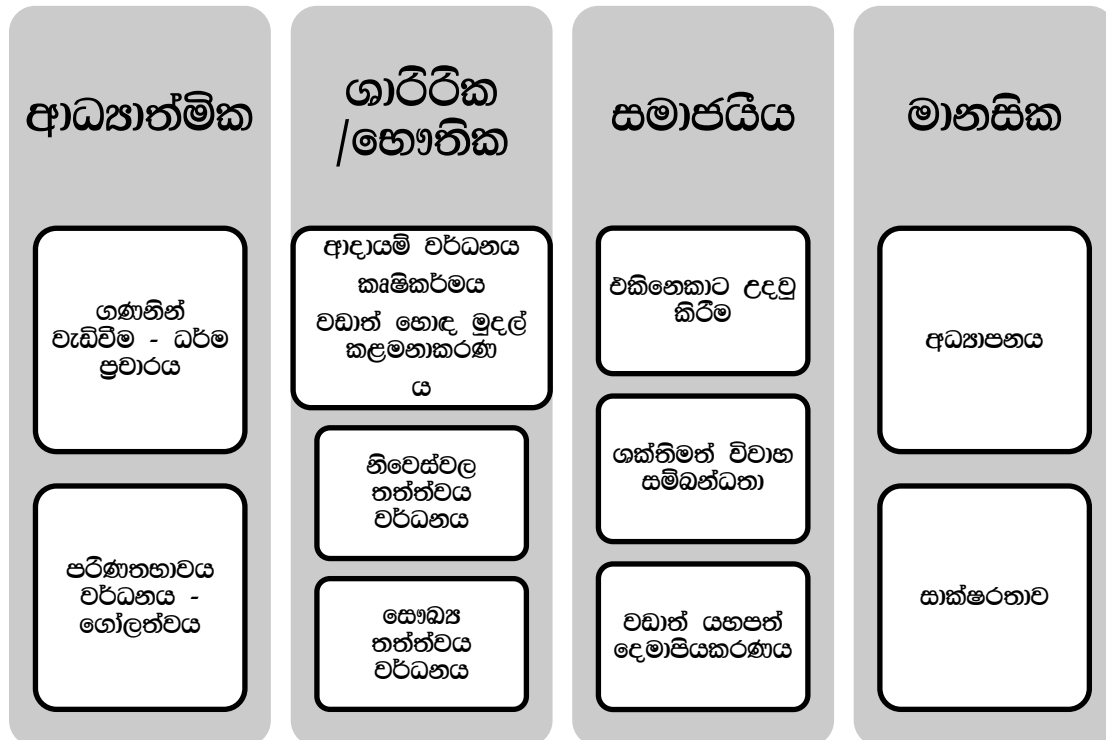 ආධ්‍යාත්මික
ගණනින්
වැඩිවීම - ධර්ම
ප්‍රචාරය
පරිණතභාවය
වර්ධනය -
ගෝලත්වය
ශාරිරික
/භෞතික
ආදායම් වර්ධනය
කෘෂිකර්මය
වඩාත් හොඳ මුදල්
කළමනාකරණ
ය
නිවෙස්වල
තත්ත්වය
වර්ධනය
සෞඛ්‍ය
තත්ත්වය
වර්ධනය
සමාජයීය
එකිනෙකාට උදවු
කිරීම
ශක්තිමත් විවාහ
සම්බන්ධතා
වඩාත් යහපත්
දෙමාපියකරණය
මානසික
අධ්‍යාපනය
සාක්ෂරතාව